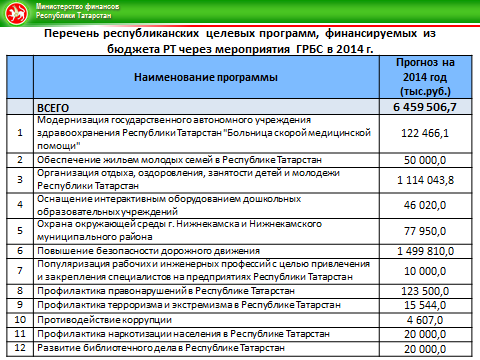 Министерство финансов
Республики Татарстан
Перечень республиканских целевых программ, финансируемых из
бюджета РТ через мероприятия ГРБС в 2014 г.
Наименование программы
Прогноз на
2014 год
(тыс.руб.)
ВСЕГО 6 459 506,7
1 Модернизация государственного автономного учреждения
здравоохранения Республики Татарстан "Больница скорой медицинской
помощи" 122 466,1
2 Обеспечение жильем молодых семей в Республике Татарстан 50 000,0
3 Организация отдыха, оздоровления, занятости детей и молодежи
Республики Татарстан 1 114 043,8
4 Оснащение интерактивным оборудованием дошкольных
образовательных учреждений 46 020,0
5 Охрана окружающей среды г. Нижнекамска и Нижнекамского
муниципального района 77 950,0
6 Повышение безопасности дорожного движения 1 499 810,0
7 Популяризация рабочих и инженерных профессий с целью привлечения
и закрепления специалистов на предприятиях Республики Татарстан 10 000,0
8 Профилактика правонарушений в Республике Татарстан 123 500,0
9 Профилактика терроризма и экстремизма в Республике Татарстан 15 544,0
10 Противодействие коррупции 4 607,0
11 Профилактика наркотизации населения в Республике Татарстан 20 000,0
12 Развитие библиотечного дела в Республике Татарстан 20 000,0